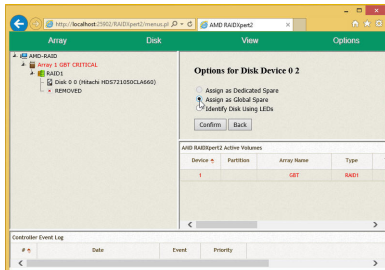 http://localhost:25902/RAIDXpert2/menus.pl
AMD RAIDXpert2
Array Disk View Options
AMD-RAID
Array 1 GBT CRITICAL
RAID1
Disk 0 0 (Hitachi HDS721050CLA660)
REMOVED
Options for Disk Device 0 2
Assign as Dedicated Spare
Assign as Global Spare
Identify Disk Using LEDs
Confirm Back
AMD RAIDXpert2 Active Volumes
Device Partition Array Name Type
1 GBT RAID1
Controller Event Log
# Date Event Priority